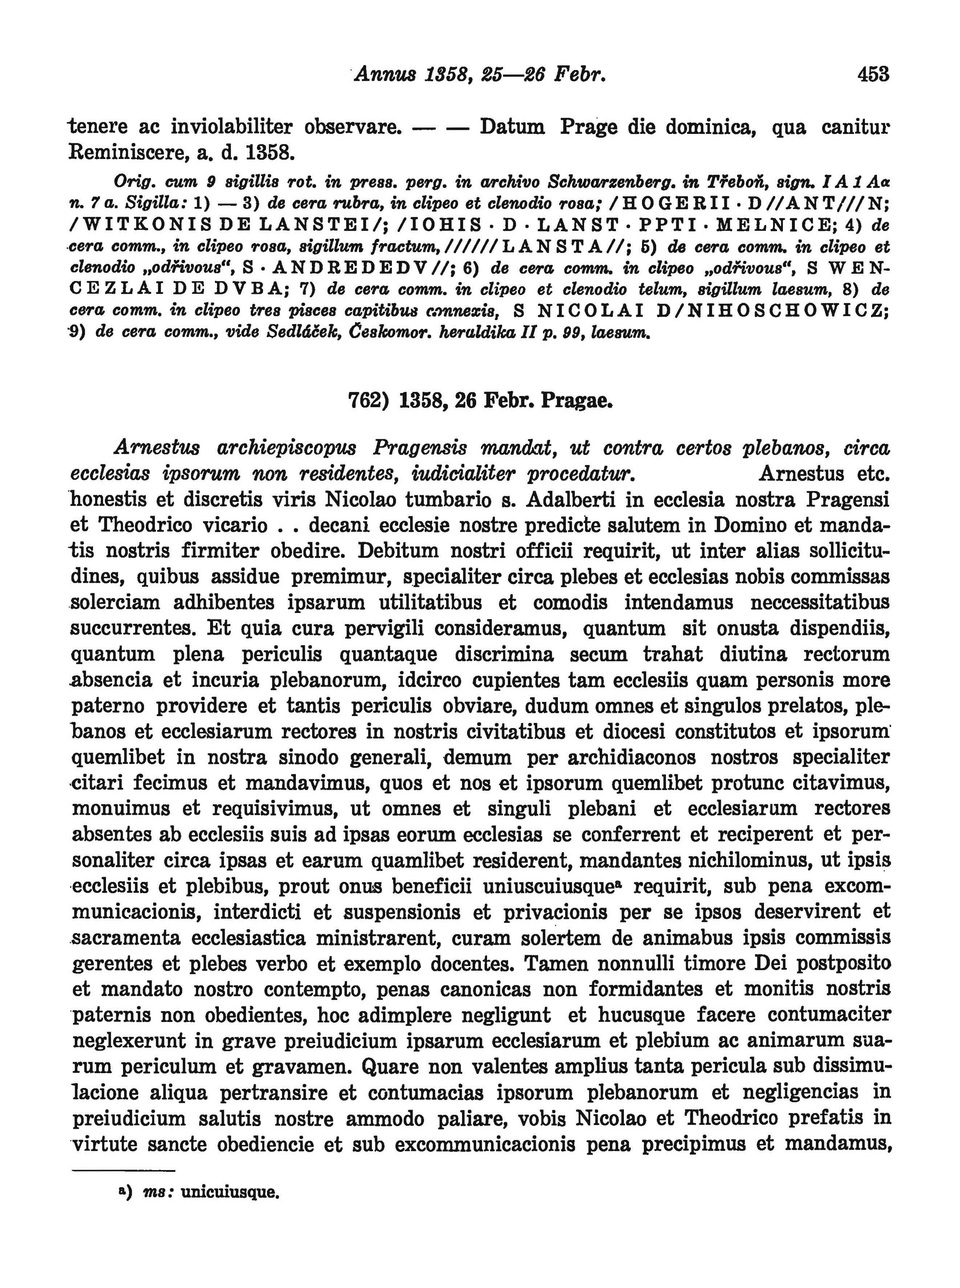 Annus 1358, 25—26 Febr. 453
tenere ac inviolabiliter observare. — — Datum Prage die dominica, qua canitur
Reminiscere, a. d. 1358.
Orig. cum 9 sigillis rot. in press. perg. in archivo Schwarzenberg. in Třeboň, sign. I A 1 Aα
n. 7 a. Sigilla: 1) — 3) de cera rubra, in clipeo et clenodio rosa; / H O G E R I I · D // A N T /// N;
/ W I T K O N I S D E L A N S T E I /; / I O H I S · D · L A N S T · P P T I · M E L N I C E; 4) de
cera comm., in clipeo rosa, sigillum fractum, ////// L A N S T A //; 5) de cera comm. in clipeo et
clenodio „odřivous“, S · A N D R E D E D V //; 6) de cera comm. in clipeo „odřivous“, S W E N-
C E Z L A I D E D V B A; 7) de cera comm. in clipeo et clenodio telum, sigillum laesum, 8) de
cera comm. in clipeo tres pisces capitibus connexis, S N I C O L A I D / N I H O S C H O W I C Z;
9) de cera comm., vide Sedláček, Českomor. heraldika II p. 99, laesum.
762) 1358, 26 Febr. Pragae.
Arnestus archiepiscopus Pragensis mandat, ut contra certos plebanos, circa
ecclesias ipsorum non residentes, iudicialiter procedatur. Arnestus etc.
honestis et discretis viris Nicolao tumbario s. Adalberti in ecclesia nostra Pragensi
et Theodrico vicario . . decani ecclesie nostre predicte salutem in Domino et manda-
tis nostris firmiter obedire. Debitum nostri officii requirit, ut inter alias sollicitu-
dines, quibus assidue premimur, specialiter circa plebes et ecclesias nobis commissas
solerciam adhibentes ipsarum utilitatibus et comodis intendamus neccessitatibus
succurrentes. Et quia cura pervigili consideramus, quantum sit onusta dispendiis,
quantum plena periculis quantaque discrimina secum trahat diutina rectorum
absencia et incuria plebanorum, idcirco cupientes tam ecclesiis quam personis more
paterno providere et tantis periculis obviare, dudum omnes et singulos prelatos, ple-
banos et ecclesiarum rectores in nostris civitatibus et diocesi constitutos et ipsorum
quemlibet in nostra sinodo generali, demum per archidiaconos nostros specialiter
citari fecimus et mandavimus, quos et nos et ipsorum quemlibet protunc citavimus,
monuimus et requisivimus, ut omnes et singuli plebani et ecclesiarum rectores
absentes ab ecclesiis suis ad ipsas eorum ecclesias se conferrent et reciperent et per-
sonaliter circa ipsas et earum quamlibet residerent, mandantes nichilominus, ut ipsis
ecclesiis et plebibus, prout onus beneficii uniuscuiusqueᵃ requirit, sub pena excom-
municacionis, interdicti et suspensionis et privacionis per se ipsos deservirent et
sacramenta ecclesiastica ministrarent, curam solertem de animabus ipsis commissis
gerentes et plebes verbo et exemplo docentes. Tamen nonnulli timore Dei postposito
et mandato nostro contempto, penas canonicas non formidantes et monitis nostris
paternis non obedientes, hoc adimplere negligunt et hucusque facere contumaciter
neglexerunt in grave preiudicium ipsarum ecclesiarum et plebium ac animarum sua-
rum periculum et gravamen. Quare non valentes amplius tanta pericula sub dissimu-
lacione aliqua pertransire et contumacias ipsorum plebanorum et negligencias in
preiudicium salutis nostre ammodo paliare, vobis Nicolao et Theodrico prefatis in
virtute sancte obediencie et sub excommunicacionis pena precipimus et mandamus,
ᵃ) ms: unicuiusque.